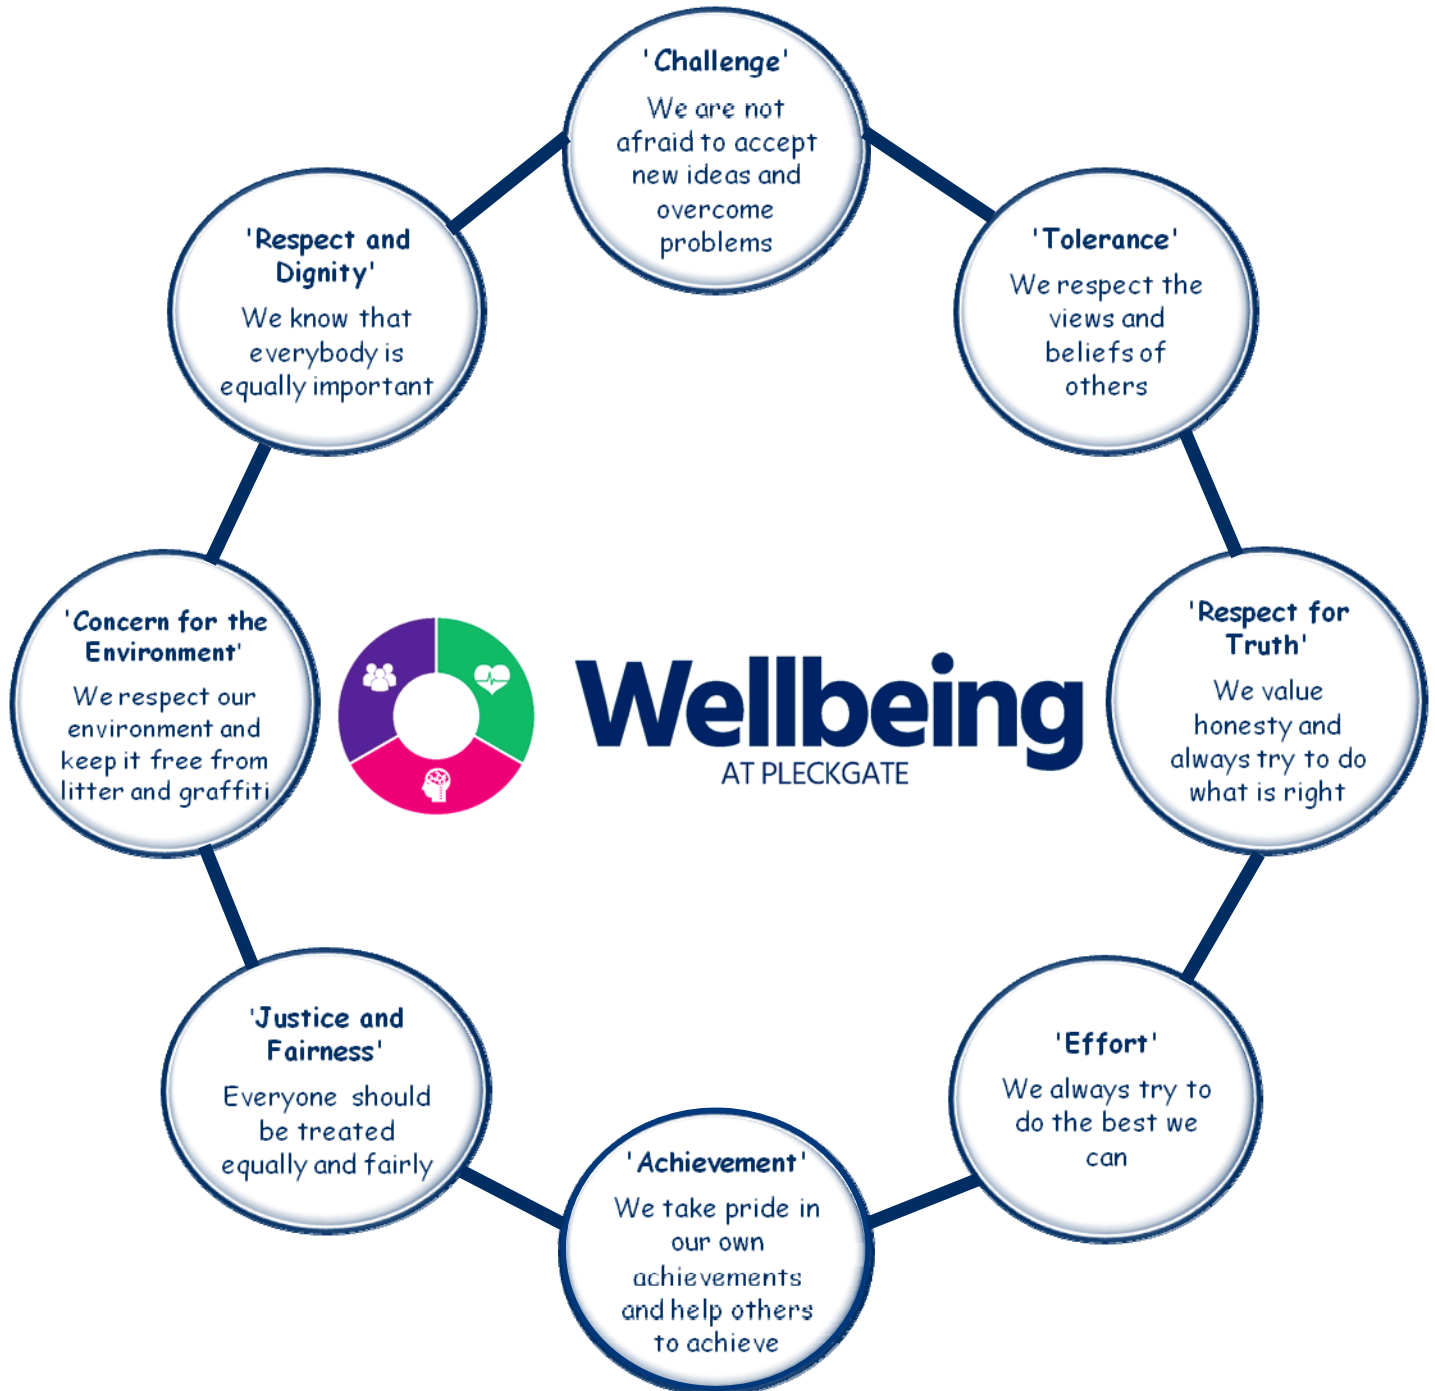 'Challenge'
We are not
afraid to accept
new ideas and
overcome
problems
'Tolerance'
We respect the
views and
beliefs of
others
'Respect for
Truth'
We value
honesty and
always try to do
what is right
'Effort'
We always try to
do the best we
can
'Achievement'
We take pride in
our own
achievements
and help others
to achieve
'Justice and
Fairness'
Everyone should
be treated
equally and fairly
'Concern for the
Environment'
We respect our
environment and
keep it free from
litter and graffiti
'Respect and
Dignity'
We know that
everybody is
equally important
Wellbeing
AT PLECKGATE